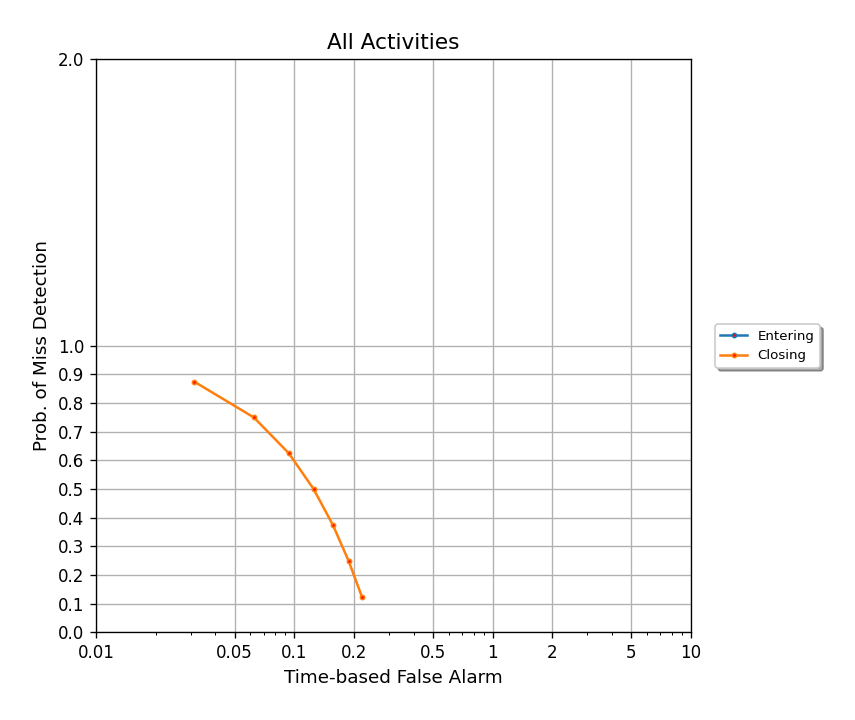 All Activities
Prob. of Miss Detection
2.0
1.0
0.9
0.8
0.7
0.6
0.5
0.4
0.3
0.2
0.1
0.0
0.01 0.05 0.1 0.2 0.5 1 2 5 10
Time-based False Alarm
Entering
Closing